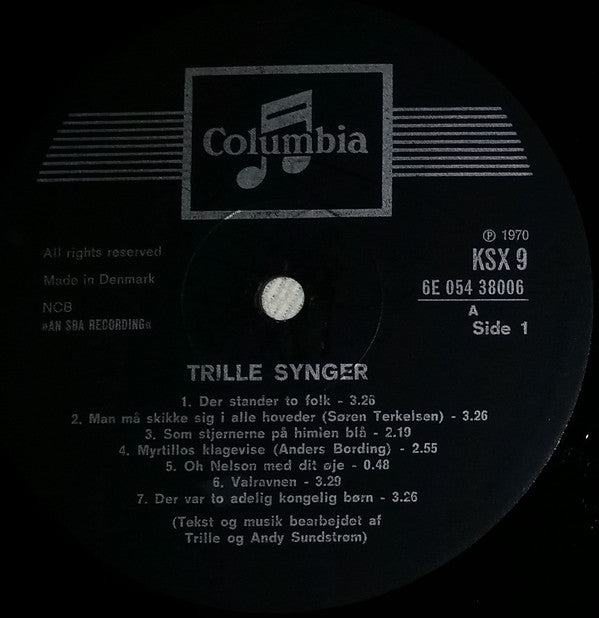 Columbia
℗ 1970
All rights reserved
KSX 9
Made in Denmark
6E 054 38006
NCB
A
»AN SBA RECORDING«
Side 1
TRILLE SYNGER
1. Der stander to folk - 3.26
2. Man må skikke sig i alle hoveder (Søren Terkelsen) - 3.26
3. Som stjernerne på himlen blå - 2.19
4. Myrtillos klagevise (Anders Bording) - 2.55
5. Oh Nelson med dit øje - 0.48
6. Valravnen - 3.29
7. Der var to adelig kongelig børn - 3.26
(Tekst og musik bearbejdet af
Trille og Andy Sundstrøm)